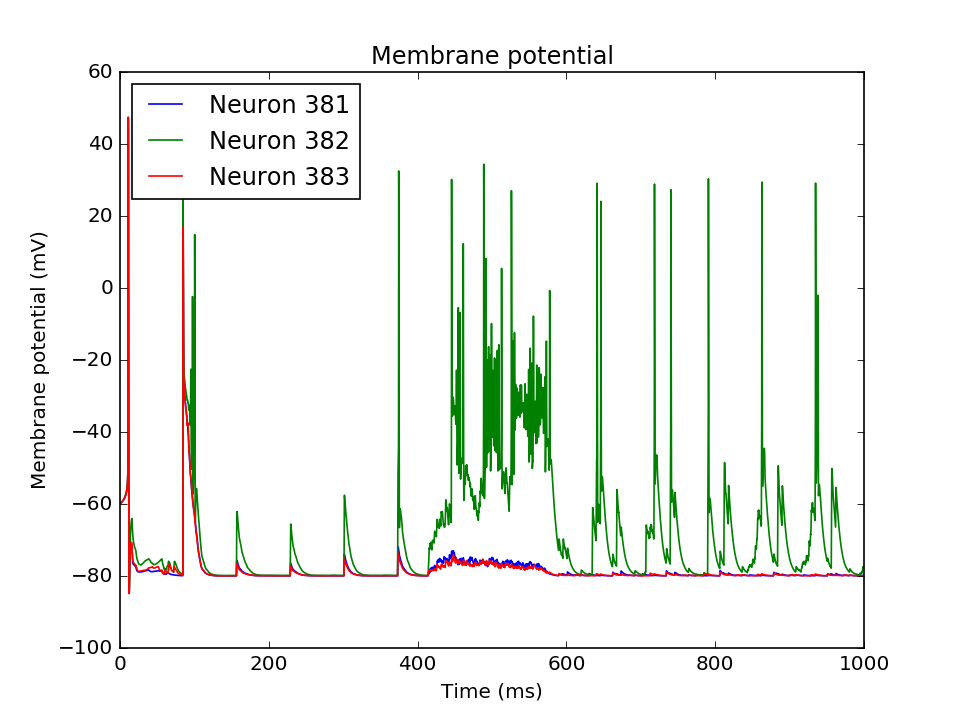 Membrane potential
Neuron 381
Neuron 382
Neuron 383
60
40
20
0
−20
−40
−60
−80
−100
Membrane potential (mV)
0 200 400 600 800 1000
Time (ms)